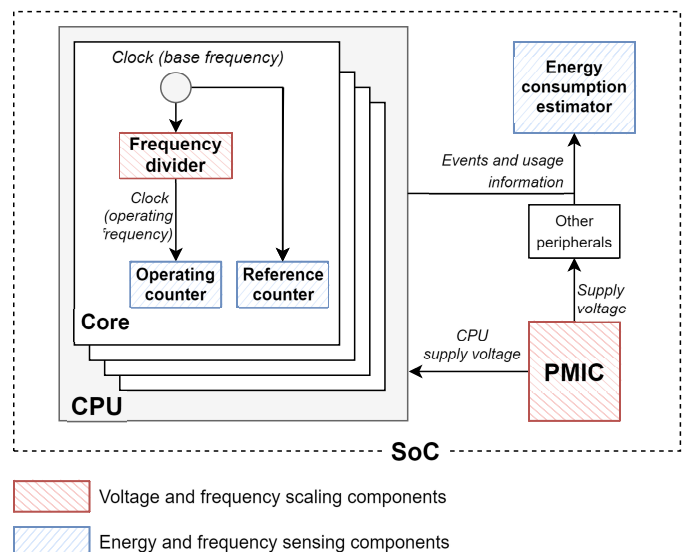 Clock (base frequency)
Frequency
divider
Clock
(operating
frequency)
Operating
counter
Reference
counter
Core
CPU
Energy
consumption
estimator
Events and usage
information
Other
peripherals
Supply
voltage
CPU
supply voltage
PMIC
SoC
Voltage and frequency scaling components
Energy and frequency sensing components